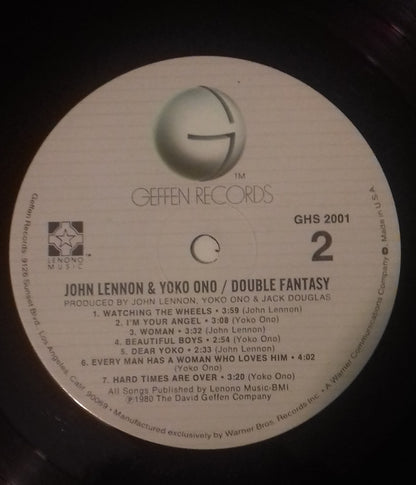 G
TM
GEFFEN RECORDS
GHS 2001
2
LENONO
MUSIC
JOHN LENNON & YOKO ONO / DOUBLE FANTASY
PRODUCED BY JOHN LENNON, YOKO ONO & JACK DOUGLAS
1. WATCHING THE WHEELS • 3:59 (John Lennon)
2. I'M YOUR ANGEL • 3:08 (Yoko Ono)
3. WOMAN • 3:32 (John Lennon)
4. BEAUTIFUL BOYS • 2:54 (Yoko Ono)
5. DEAR YOKO • 2:33 (John Lennon)
6. EVERY MAN HAS A WOMAN WHO LOVES HIM • 4:02
(Yoko Ono)
7. HARD TIMES ARE OVER • 3:20 (Yoko Ono)
All Songs Published by Lenono Music-BMI
℗1980 The David Geffen Company
Geffen Records, 9126 Sunset Blvd., Los Angeles, Calif. 90069 • Manufactured exclusively by Warner Bros. Records Inc. • A Warner Communications Company • Made in U.S.A.